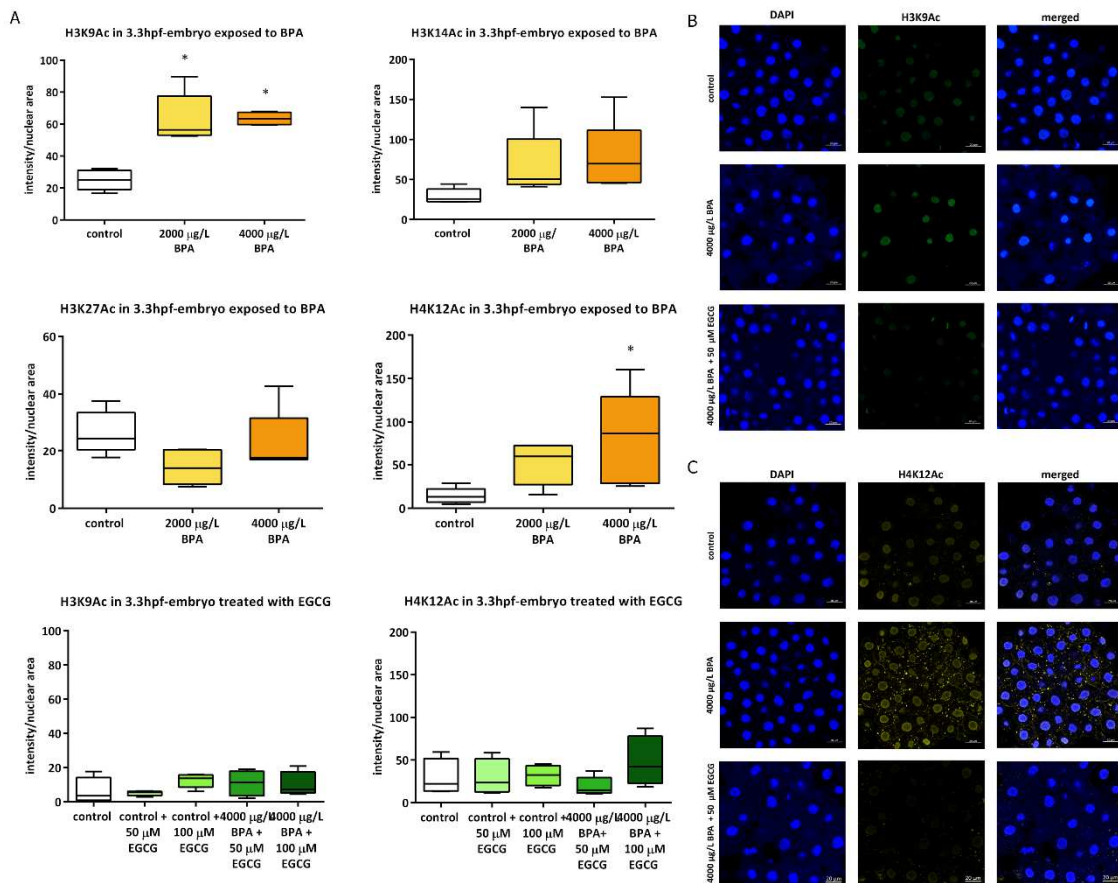 A
H3K9Ac in 3.3hpf-embryo exposed to BPA
intensity/nuclear area
100
80
60
40
20
0
*
*
control
2000 µg/L
BPA
4000 µg/L
BPA
H3K14Ac in 3.3hpf-embryo exposed to BPA
intensity/nuclear area
200
150
100
50
0
control
2000 µg/
BPA
4000 µg/L
BPA
H3K27Ac in 3.3hpf-embryo exposed to BPA
intensity/nuclear area
60
40
20
0
control
2000 µg/L
BPA
4000 µg/L
BPA
H4K12Ac in 3.3hpf-embryo exposed to BPA
intensity/nuclear area
200
150
100
50
0
*
control
2000 µg/L
BPA
4000 µg/L
BPA
H3K9Ac in 3.3hpf-embryo treated with EGCG
intensity/nuclear area
100
80
60
40
20
0
control
control +
50 µM
EGCG
control +
100 µM
EGCG
4000 µg/L
BPA +
50 µM
EGCG
4000 µg/L
BPA +
100 µM
EGCG
H4K12Ac in 3.3hpf-embryo treated with EGCG
intensity/nuclear area
200
150
100
50
0
control
control +
50 µM
EGCG
control +
100 µM
EGCG
4000 µg/L
BPA+
50 µM
EGCG
4000 µg/L
BPA +
100 µM
EGCG
B
DAPI
H3K9Ac
merged
control
4000 µg/L BPA
4000 µg/L BPA + 50 µM EGCG
C
DAPI
H4K12Ac
merged
control
4000 µg/L BPA
4000 µg/L BPA + 50 µM EGCG
20 µm
20 µm
20 µm